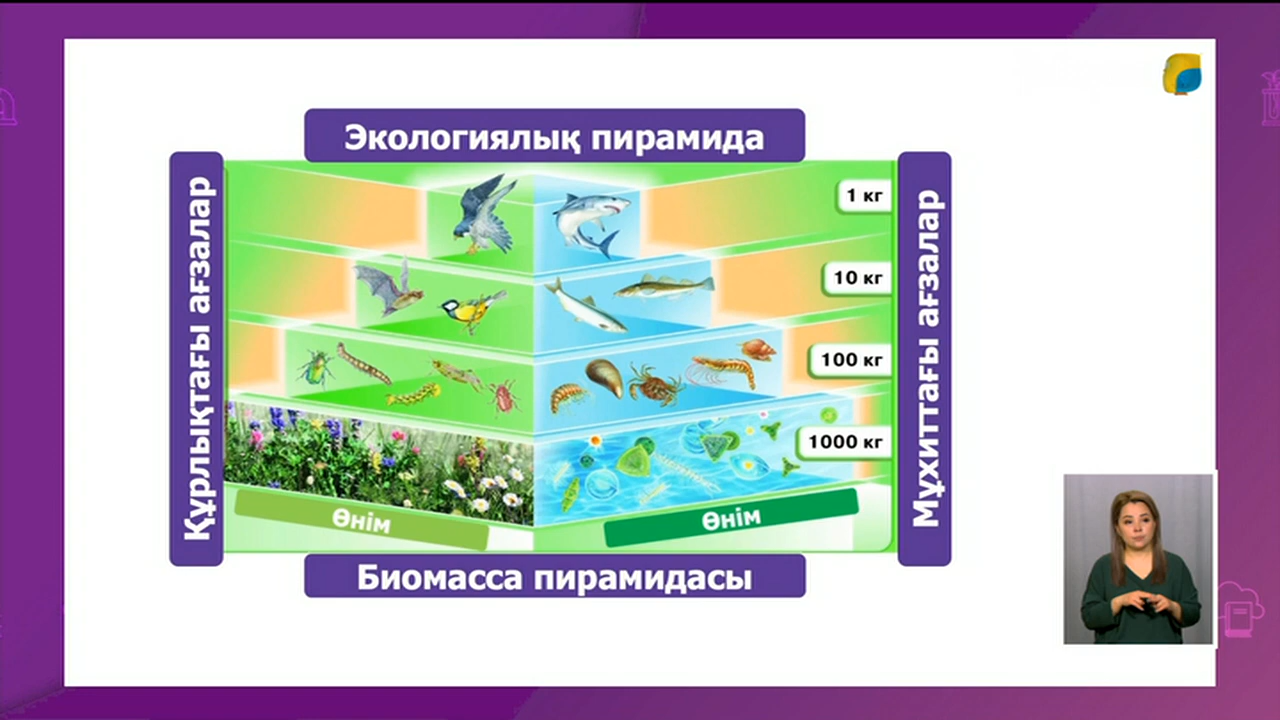 Экологиялық пирамида
Құрлықтағы ағзалар
Мұхиттағы ағзалар
1 кг
10 кг
100 кг
1000 кг
Өнім
Өнім
Биомасса пирамидасы